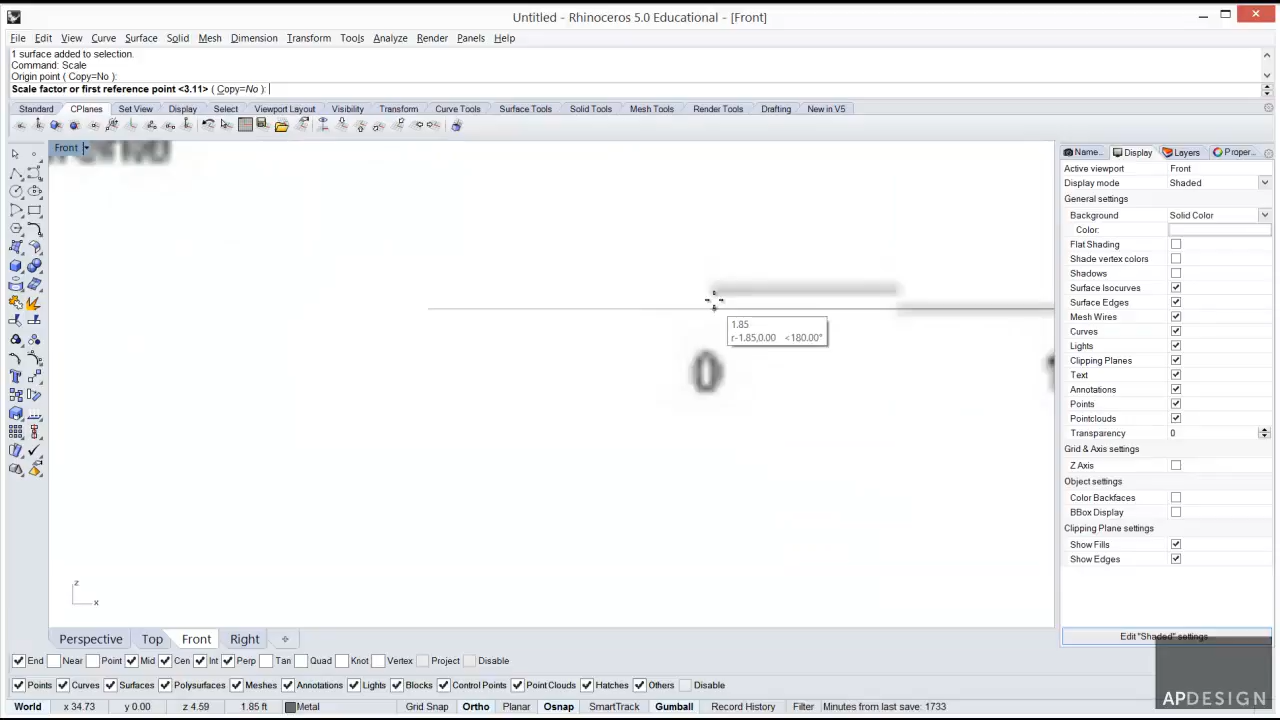 Untitled - Rhinoceros 5.0 Educational - [Front]
File Edit View Curve Surface Solid Mesh Dimension Transform Tools Analyze Render Panels Help
1 surface added to selection.
Command: Scale
Origin point ( Copy=No ):
Scale factor or first reference point <3.11> ( Copy=No ):
Standard CPlanes Set View Display Select Viewport Layout Visibility Transform Curve Tools Surface Tools Solid Tools Mesh Tools Render Tools Drafting New in V5
Front
Name... Display Layers Proper...
Active viewport Front
Display mode Shaded
General settings
Background Solid Color
Color:
Flat Shading
Shade vertex colors
Shadows
Surface Isocurves
Surface Edges
Mesh Wires
Curves
Lights
Clipping Planes
Text
Annotations
Points
Pointclouds
Transparency 0
Grid & Axis settings
Z Axis
Object settings
Color Backfaces
BBox Display
Clipping Plane settings
Show Fills
Show Edges
Edit "Shaded" settings
1.85
r-1.85,0.00 <180.00°
0
z
x
Perspective Top Front Right
End Near Point Mid Cen Int Perp Tan Quad Knot Vertex Project Disable
Points Curves Surfaces Polysurfaces Meshes Annotations Lights Blocks Control Points Point Clouds Hatches Others Disable
World x 34.73 y 0.00 z 4.59 1.85 ft Metal Grid Snap Ortho Planar Osnap SmartTrack Gumball Record History Filter Minutes from last save: 1733
APDESIGN